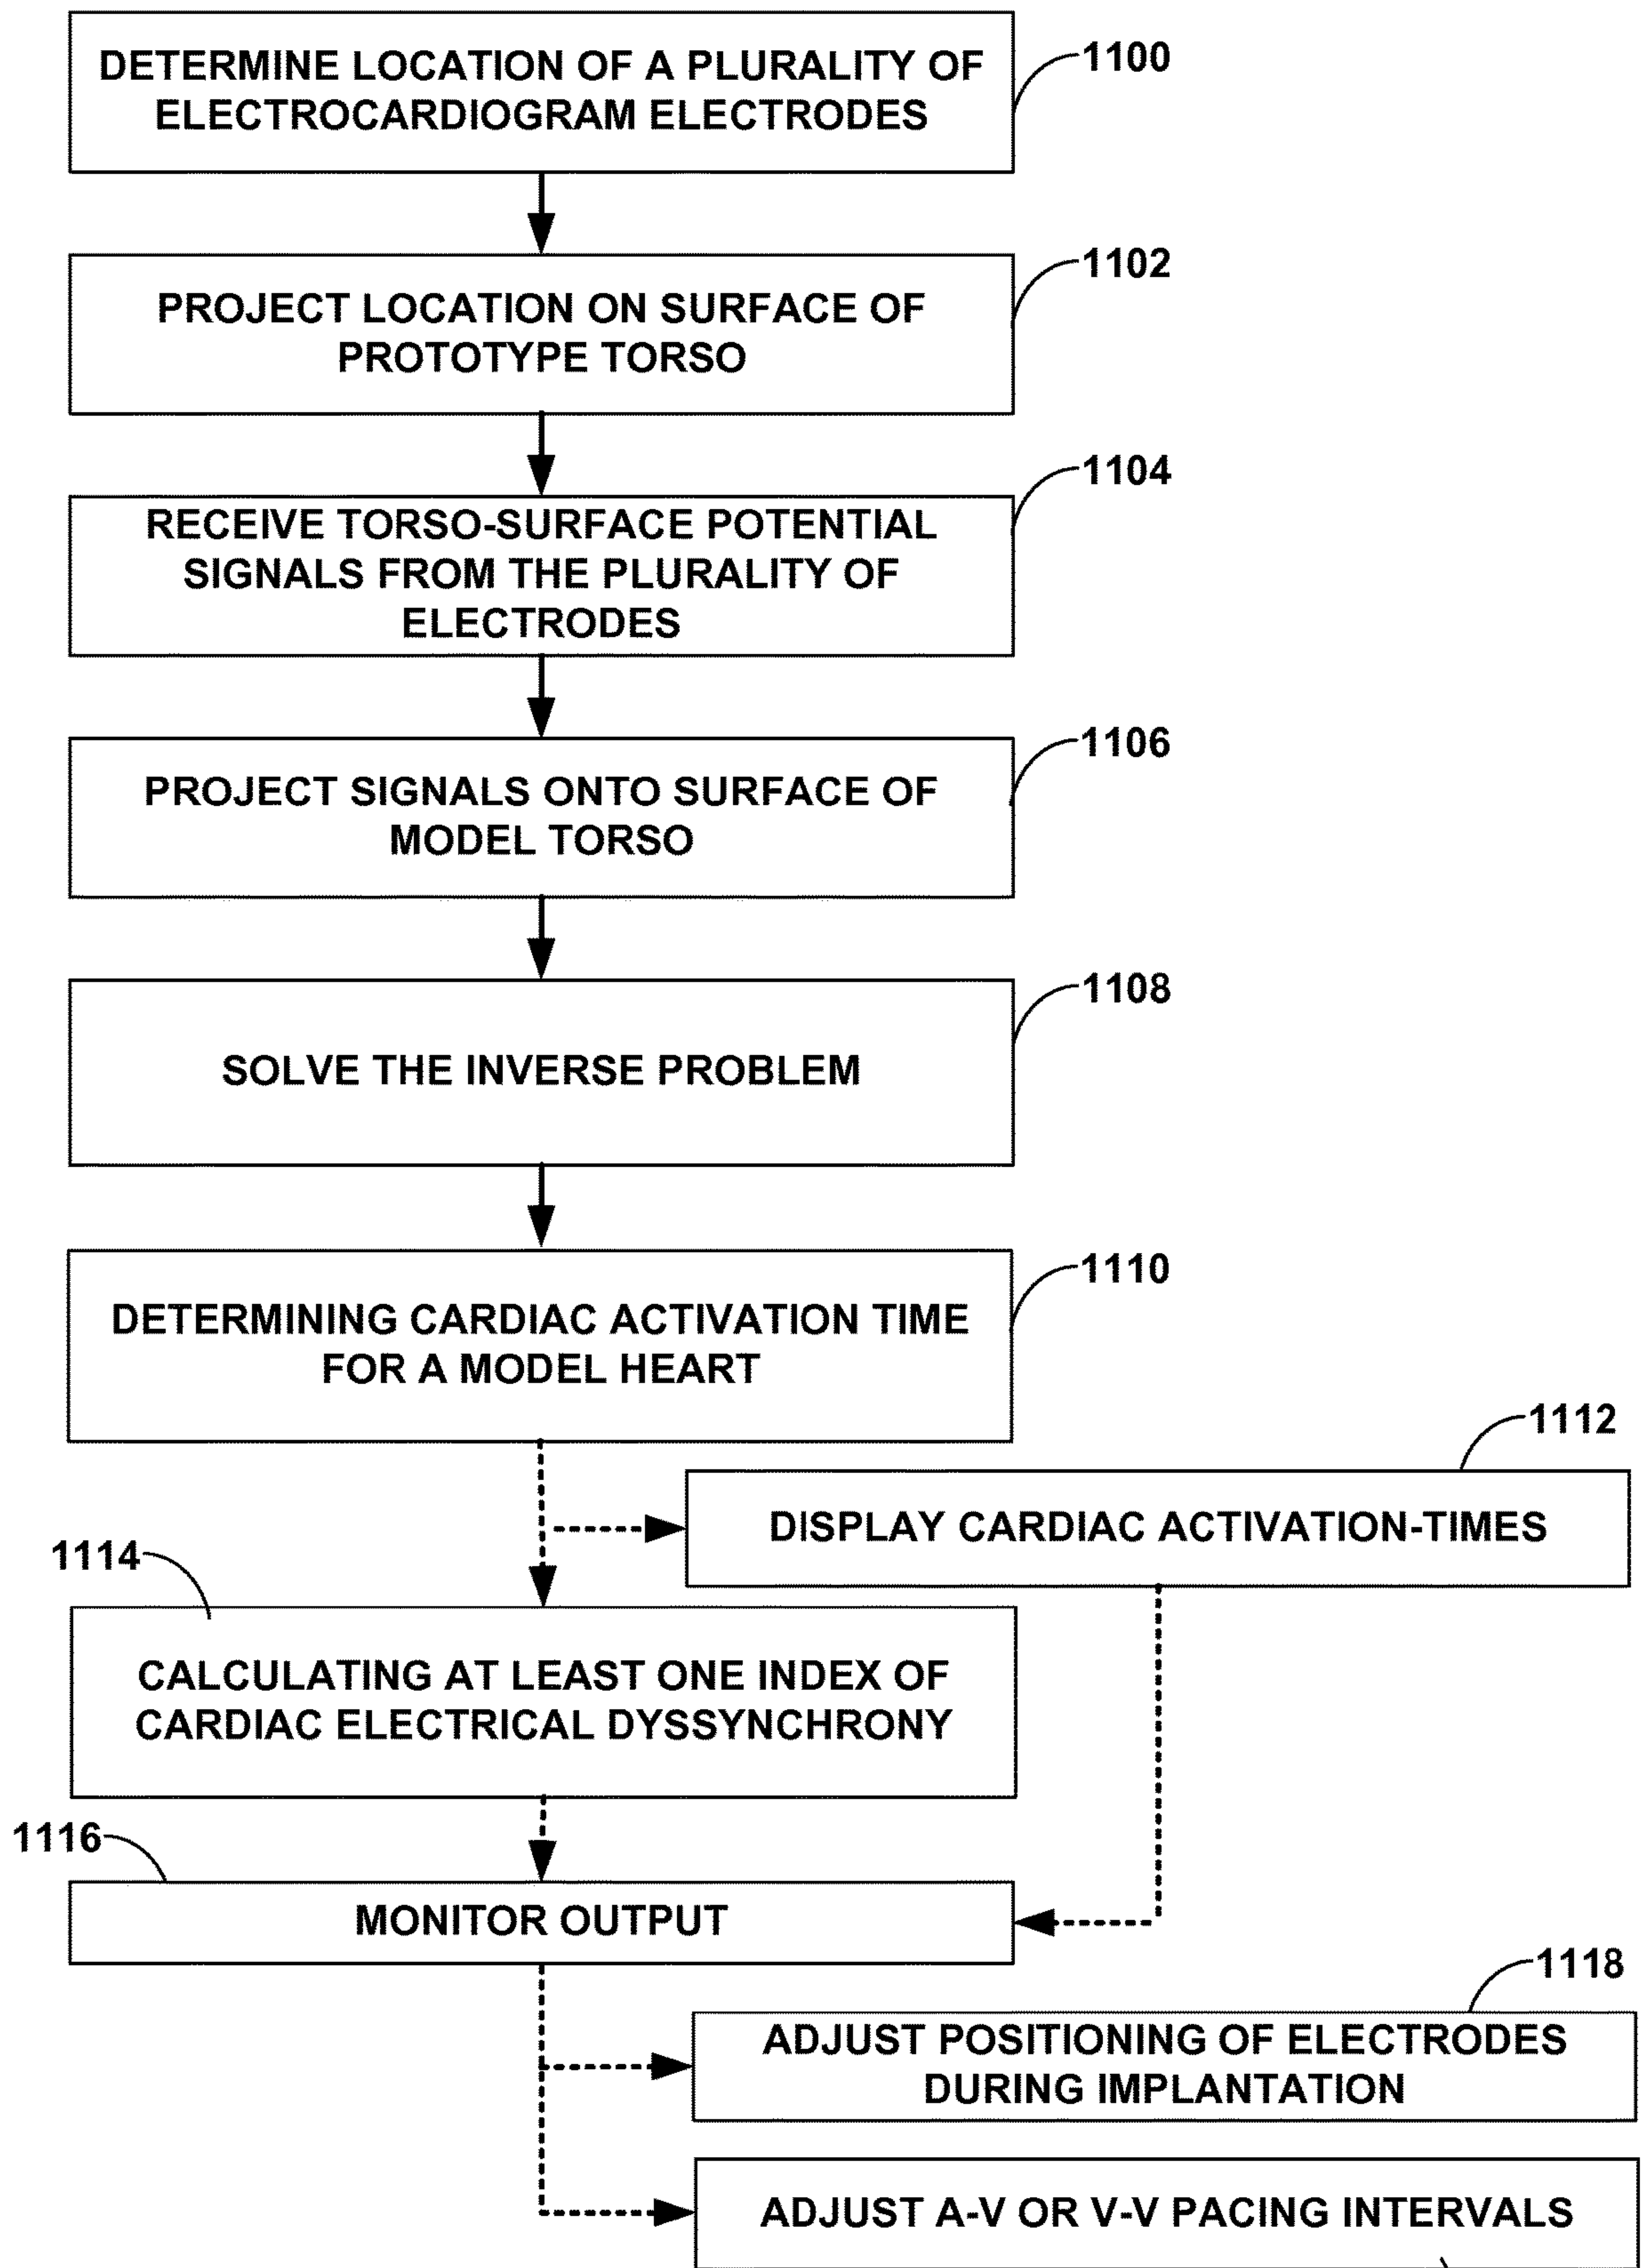 DETERMINE LOCATION OF A PLURALITY OF
ELECTROCARDIOGRAM ELECTRODES
1100
PROJECT LOCATION ON SURFACE OF
PROTOTYPE TORSO
1102
RECEIVE TORSO-SURFACE POTENTIAL
SIGNALS FROM THE PLURALITY OF
ELECTRODES
1104
PROJECT SIGNALS ONTO SURFACE OF
MODEL TORSO
1106
SOLVE THE INVERSE PROBLEM
1108
DETERMINING CARDIAC ACTIVATION TIME
FOR A MODEL HEART
1110
1112
DISPLAY CARDIAC ACTIVATION-TIMES
1114
CALCULATING AT LEAST ONE INDEX OF
CARDIAC ELECTRICAL DYSSYNCHRONY
1116
MONITOR OUTPUT
1118
ADJUST POSITIONING OF ELECTRODES
DURING IMPLANTATION
ADJUST A-V OR V-V PACING INTERVALS